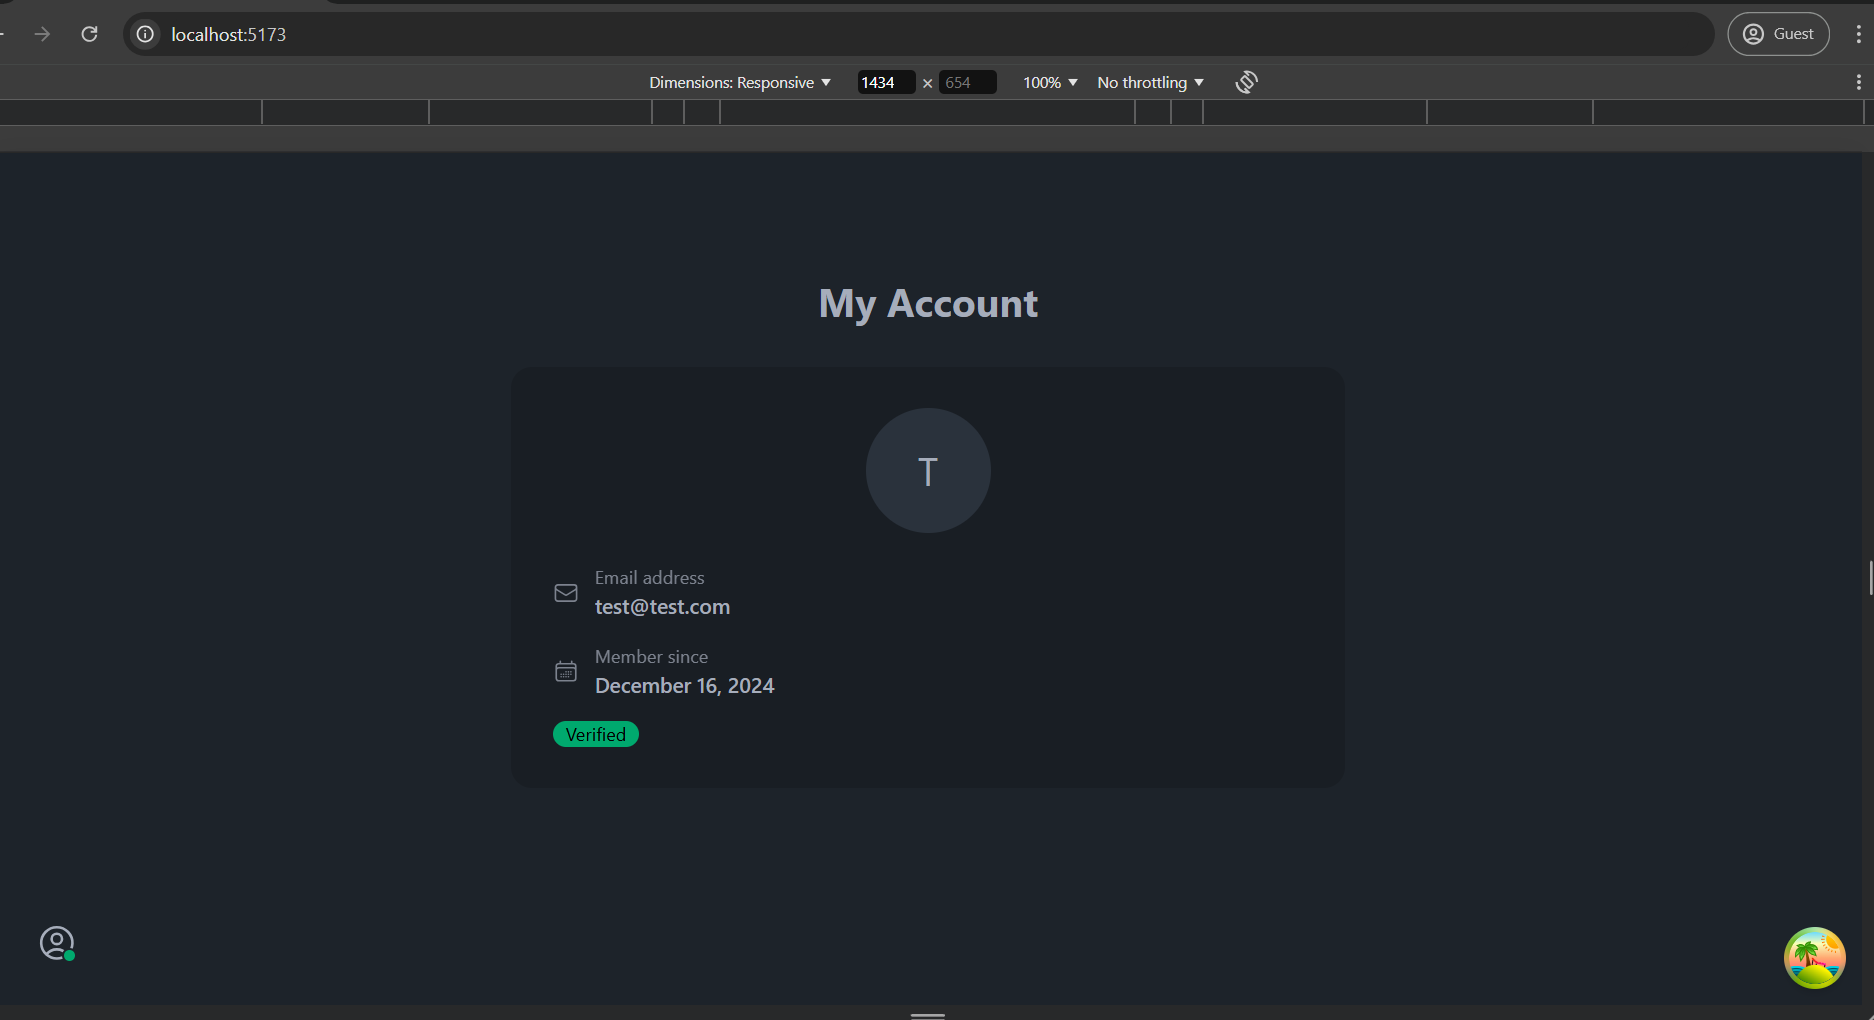 localhost:5173
Guest
Dimensions: Responsive 1434 × 654 100% No throttling
My Account
T
Email address
test@test.com
Member since
December 16, 2024
Verified